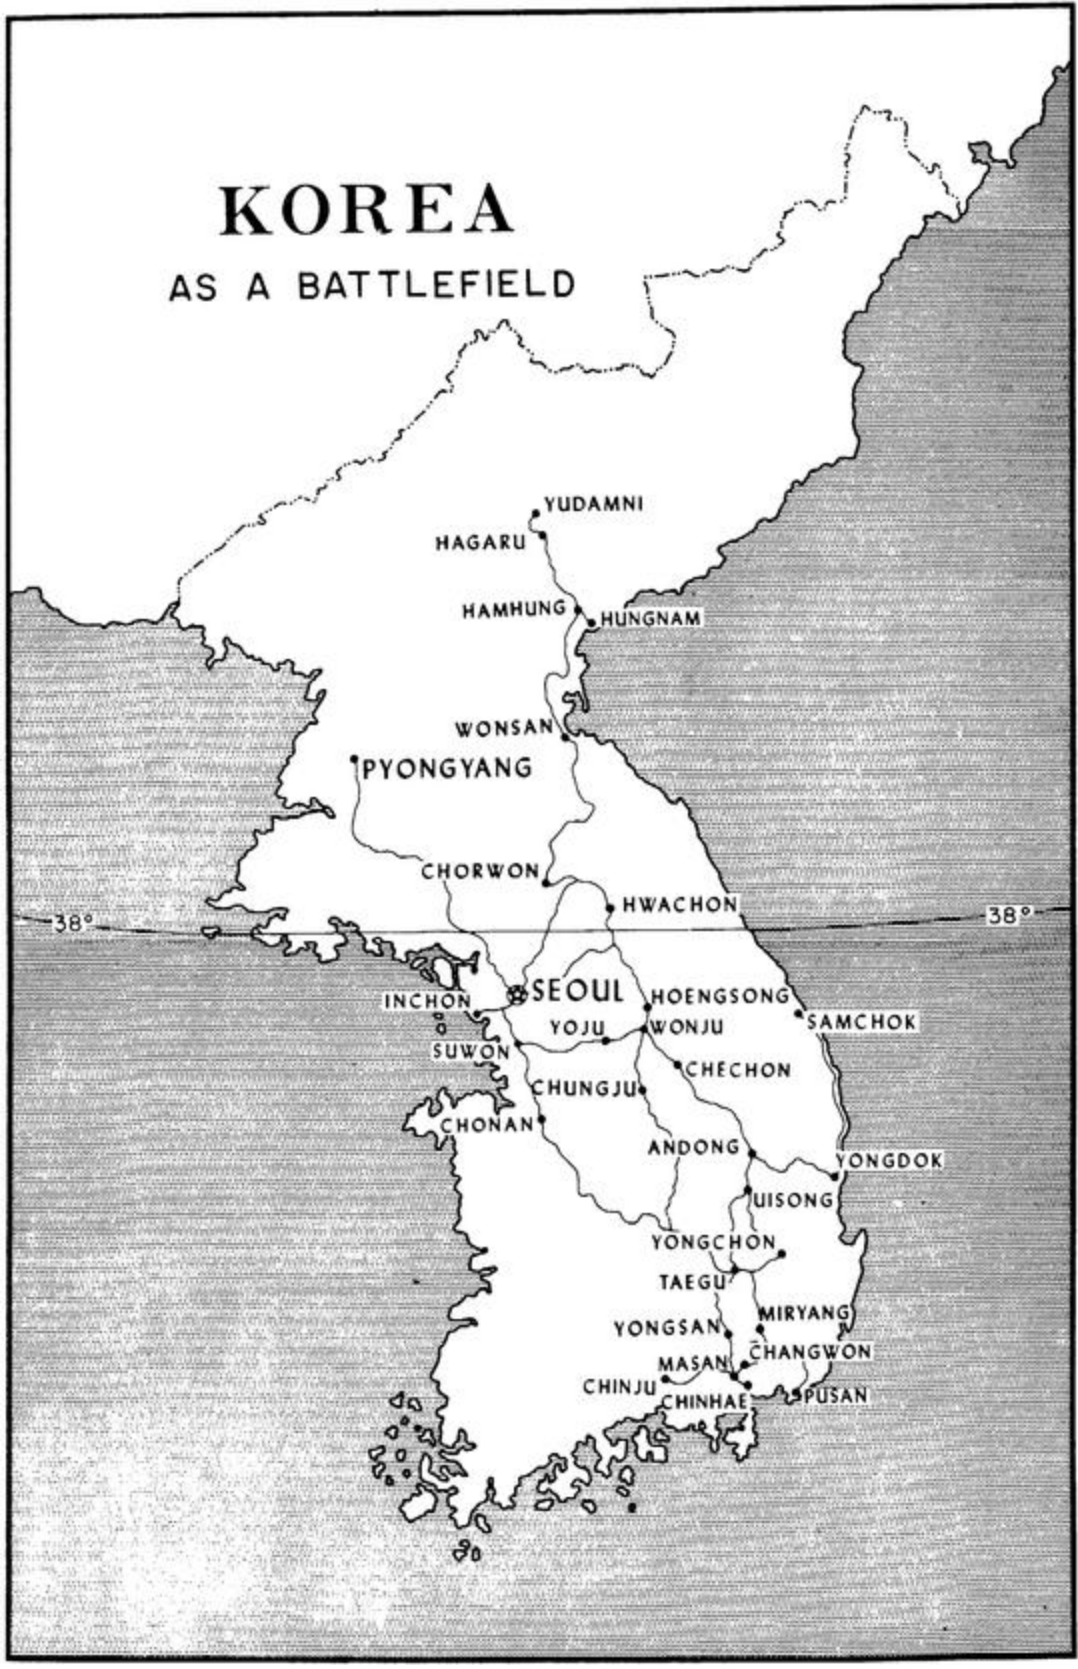 KOREA
AS A BATTLEFIELD
YUDAMNI
HAGARU
HAMHUNG
HUNGNAM
WONSAN
PYONGYANG
CHORWON
HWACHON
38°
38°
SEOUL
INCHON
HOENGSONG
SAMCHOK
YOJU
WONJU
SUWON
CHECHON
CHUNGJU
CHONAN
ANDONG
YONGDOK
UISONG
YONGCHON
TAEGU
MIRYANG
YONGSAN
CHANGWON
MASAN
CHINJU
CHINHAE
PUSAN